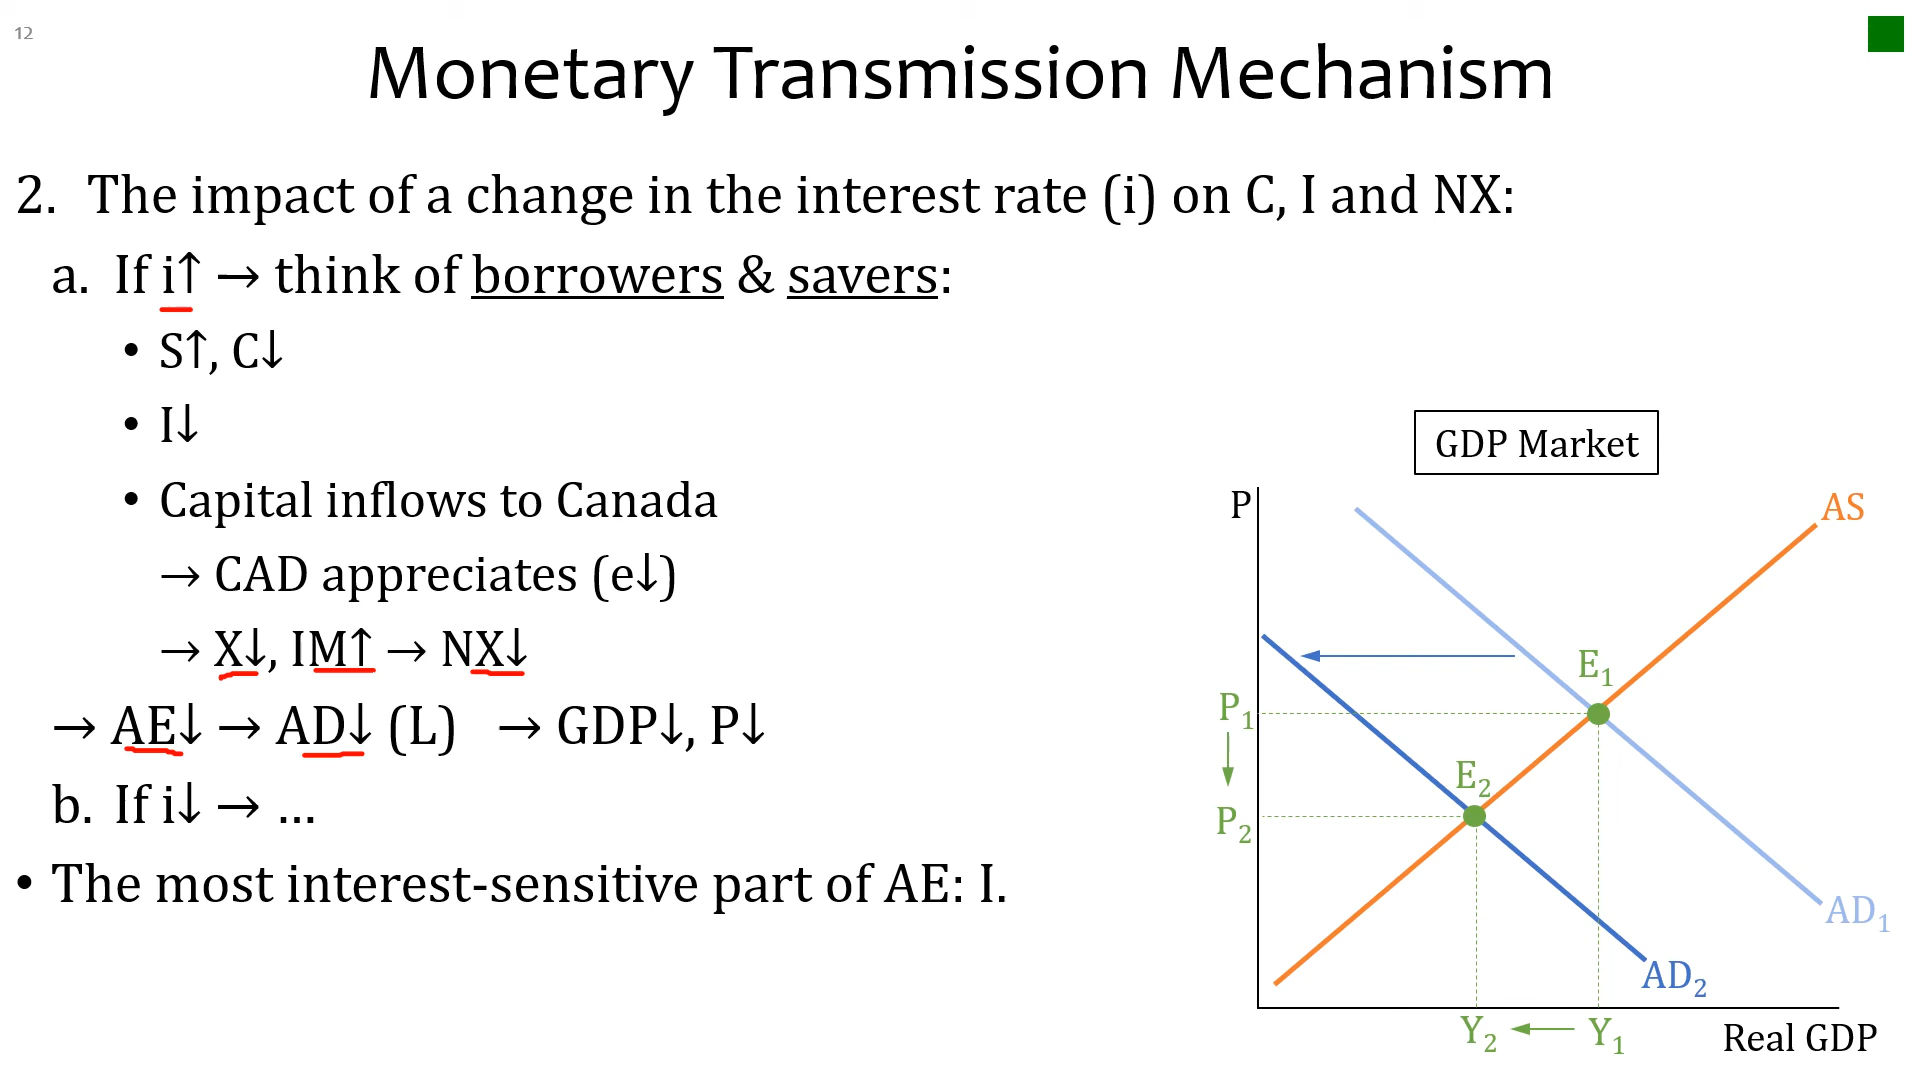 12
Monetary Transmission Mechanism
2. The impact of a change in the interest rate (i) on C, I and NX:
a. If i↑ → think of borrowers & savers:
• S↑, C↓
• I↓
• Capital inflows to Canada
→ CAD appreciates (e↓)
→ X↓, IM↑ → NX↓
→ AE↓ → AD↓ (L) → GDP↓, P↓
b. If i↓ → …
• The most interest-sensitive part of AE: I.
GDP Market
P
AS
E₁
P₁
E₂
P₂
AD₁
AD₂
Y₂
Y₁
Real GDP